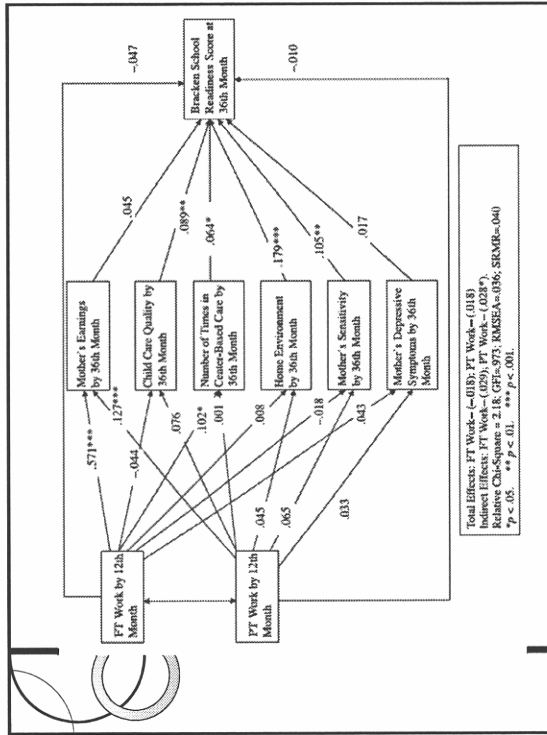 FT Work by 12th
Month
PT Work by 12th
Month
-.047
.571***
.127***
-.044
.076
.102*
.001
.008
-.018
.043
.045
.065
.033
-.010
Mother's Earnings
by 36th Month
Child Care Quality by
36th Month
Number of Times in
Center-Based Care by
36th Month
Home Environment
by 36th Month
Mother's Sensitivity
by 36th Month
Mother's Depressive
Symptoms by 36th
Month
.045
.089**
.064*
.179***
.105**
.017
Bracken School
Readiness Score at
36th Month
Total Effects: FT Work– (–.018); PT Work– (.018)
Indirect Effects: FT Work– (.029); PT Work– (.028*).
Relative Chi-Square = 2.18; GFI=.973; RMSEA=.036; SRMR=.040
*p < .05. ** p < .01. *** p < .001.